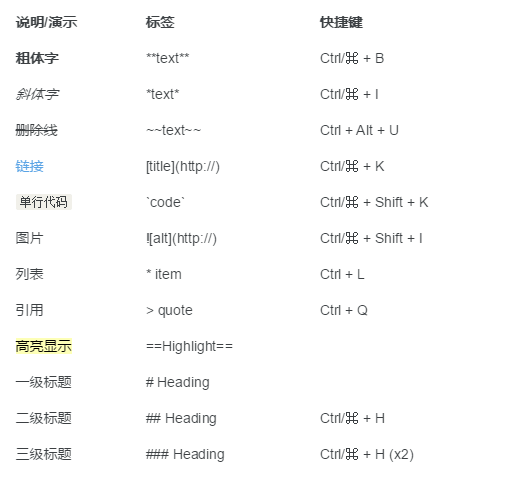 说明/演示 标签 快捷键
粗体字 **text** Ctrl/⌘ + B
斜体字 *text* Ctrl/⌘ + I
删除线 ~~text~~ Ctrl + Alt + U
链接 [title](http://) Ctrl/⌘ + K
单行代码 `code` Ctrl/⌘ + Shift + K
图片 ![alt](http://) Ctrl/⌘ + Shift + I
列表 * item Ctrl + L
引用 > quote Ctrl + Q
高亮显示 ==Highlight==
一级标题 # Heading
二级标题 ## Heading Ctrl/⌘ + H
三级标题 ### Heading Ctrl/⌘ + H (x2)